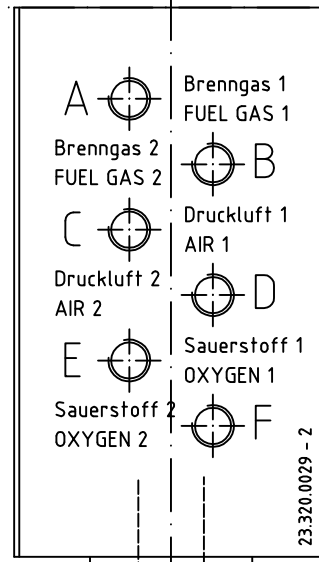 A
Brenngas 1
FUEL GAS 1
Brenngas 2
FUEL GAS 2
B
C
Druckluft 1
AIR 1
Druckluft 2
AIR 2
D
E
Sauerstoff 1
OXYGEN 1
Sauerstoff 2
OXYGEN 2
F
23.320.0029 - 2